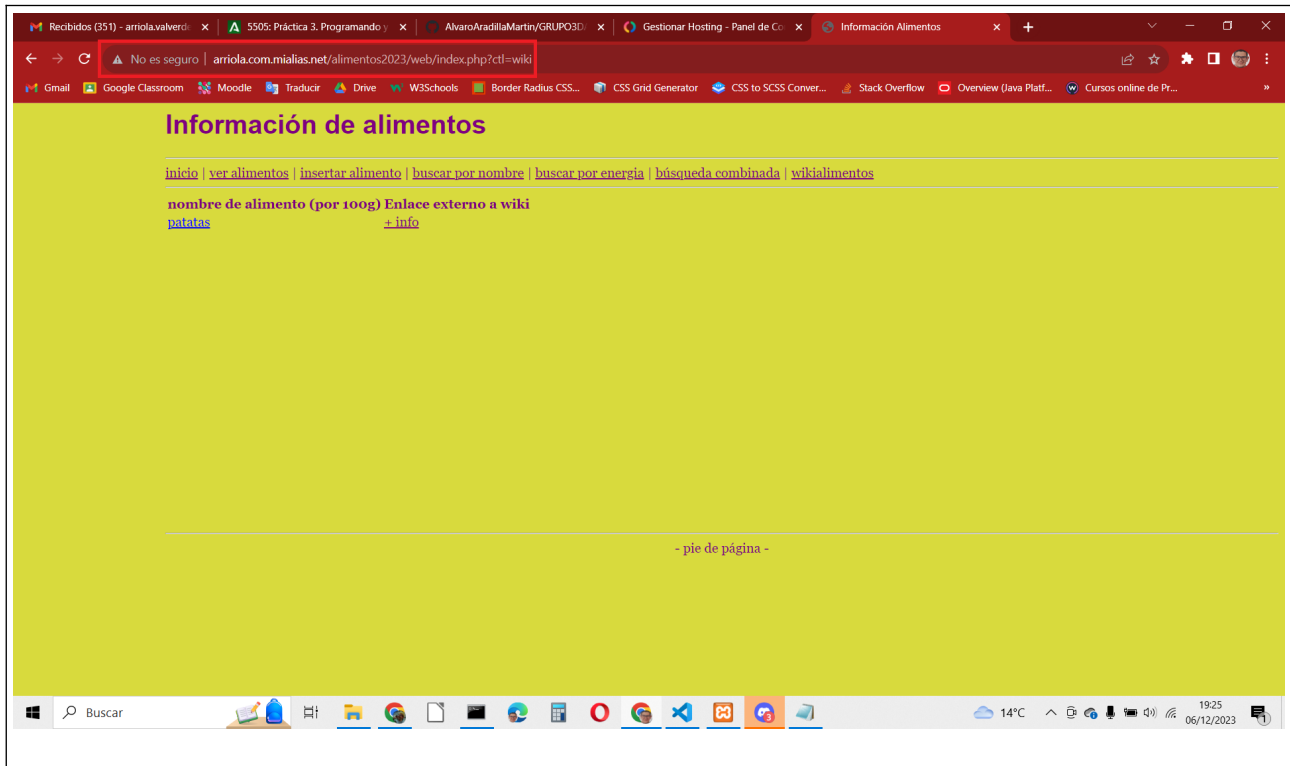 Recibidos (351) - arriola.valverde
5505: Práctica 3. Programando y
AlvaroAradillaMartin/GRUPO3D
Gestionar Hosting - Panel de Co
Información Alimentos
No es seguro | arriola.com.mialias.net/alimentos2023/web/index.php?ctl=wiki
Gmail Google Classroom Moodle Traducir Drive W3Schools Border Radius CSS... CSS Grid Generator CSS to SCSS Conver... Stack Overflow Overview (Java Platf... Cursos online de Pr... »
Información de alimentos
inicio | ver alimentos | insertar alimento | buscar por nombre | buscar por energia | búsqueda combinada | wikialimentos
nombre de alimento (por 100g) Enlace externo a wiki
patatas + info
- pie de página -
Buscar
14°C
19:25
06/12/2023